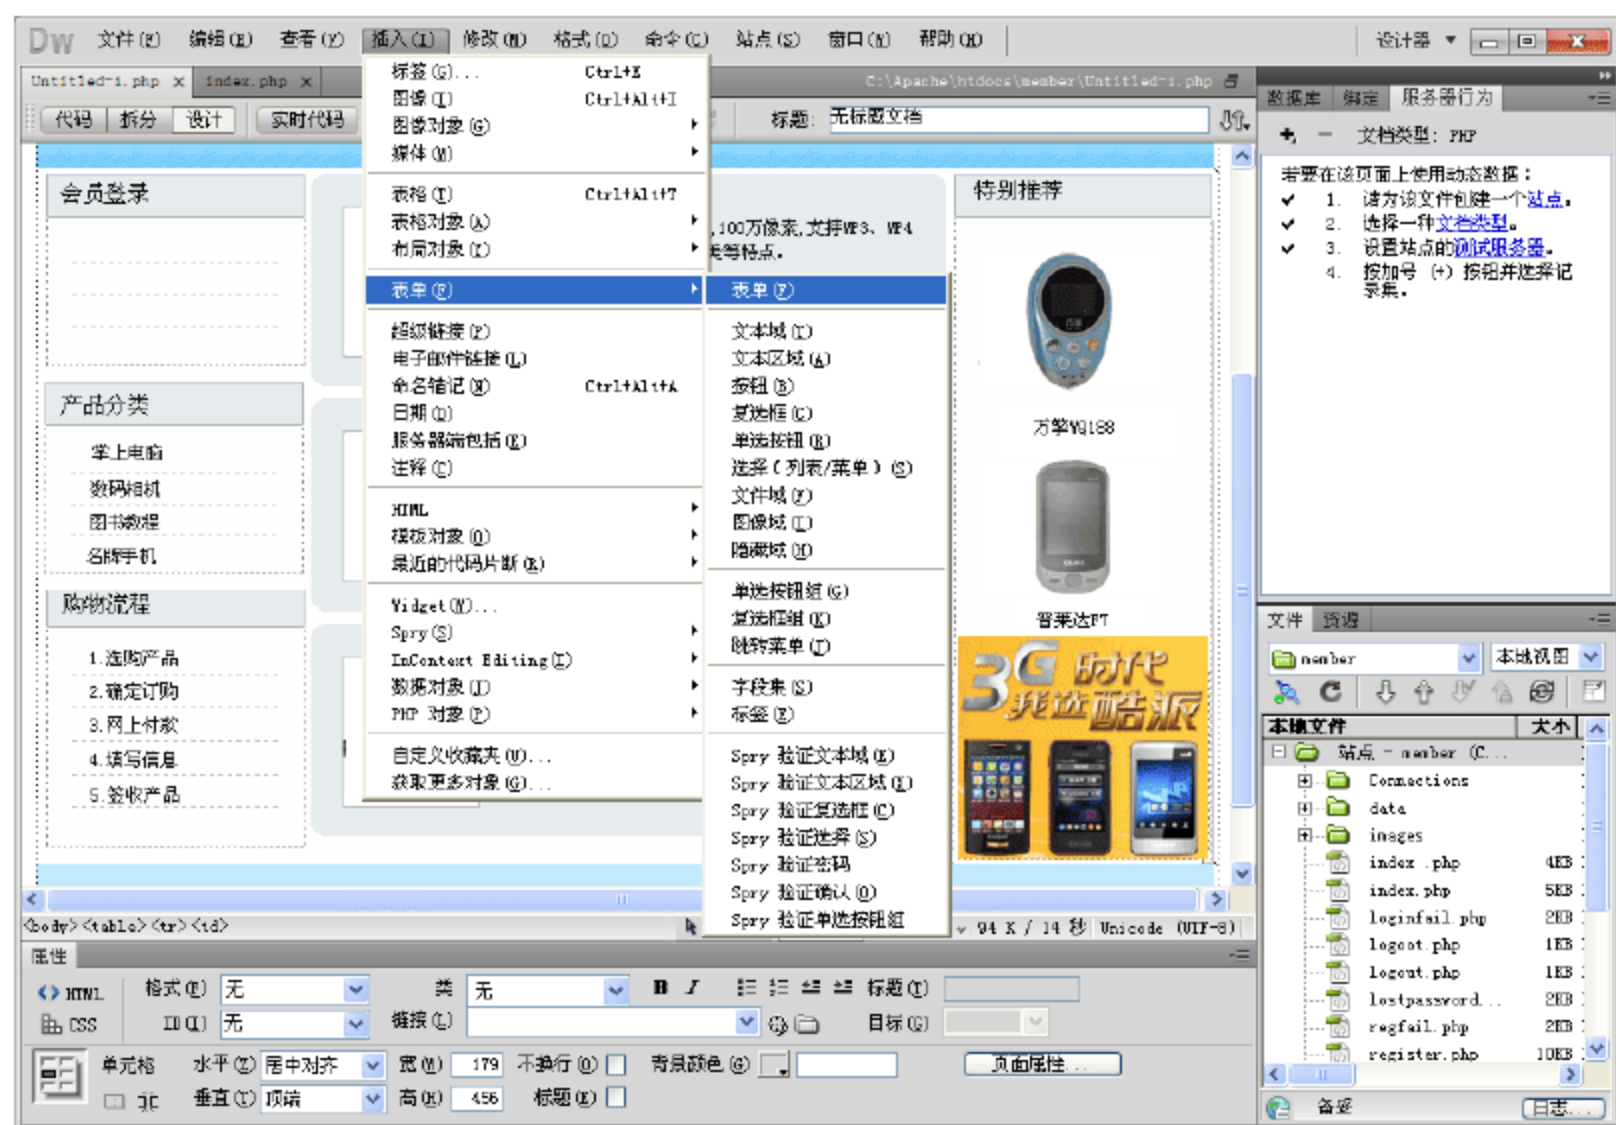 Dw 文件(F) 编辑(E) 查看(V) 插入(I) 修改(M) 格式(O) 命令(C) 站点(S) 窗口(W) 帮助(H) 设计器
Untitled-1.php index.php C:\Apache\htdocs\member\Untitled-1.php
代码 拆分 设计 实时代码 标题: 无标题文档
会员登录
产品分类
掌上电脑
数码相机
图书教程
名牌手机
购物流程
1.选购产品
2.确定订购
3.网上付款
4.填写信息
5.签收产品
标签(G)... Ctrl+E
图像(I) Ctrl+Alt+I
图像对象(G)
媒体(M)
表格(T) Ctrl+Alt+T
表格对象(A)
布局对象(Y)
表单(F)
超级链接(P)
电子邮件链接(L)
命名锚记(N) Ctrl+Alt+A
日期(D)
服务器端包括(E)
注释(C)
HTML
模板对象(O)
最近的代码片断(R)
Widget(W)...
Spry(S)
InContext Editing(I)
数据对象(J)
PHP 对象(P)
自定义收藏夹(U)...
获取更多对象(G)...
,100万像素,支持MP3、MP4
等特点。
表单(F)
文本域(T)
文本区域(A)
按钮(B)
复选框(C)
单选按钮(R)
选择(列表/菜单)(S)
文件域(F)
图像域(I)
隐藏域(H)
单选按钮组(G)
复选框组(K)
跳转菜单(J)
字段集(S)
标签(E)
Spry 验证文本域(E)
Spry 验证文本区域(X)
Spry 验证复选框(C)
Spry 验证选择(S)
Spry 验证密码
Spry 验证确认(O)
Spry 验证单选按钮组
特别推荐
万擎WQ188
智莱达PT
3G 时代
我选酷派
数据库 绑定 服务器行为
文档类型: PHP
若要在该页面上使用动态数据:
1. 请为该文件创建一个站点。
2. 选择一种文档类型。
3. 设置站点的测试服务器。
4. 按加号 (+) 按钮并选择记
录集。
文件 资源
member 本地视图
本地文件 大小
站点 - member (C...
Connections
data
images
index .php 4KB
index.php 5KB
loginfail.php 2KB
logoot.php 1KB
logout.php 1KB
lostpassword... 2KB
regfail.php 2KB
register.php 10KB
备妥 日志...
<body><table><tr><td> 94 K / 14 秒 Unicode (UTF-8)
属性
HTML 格式(F) 无 类 无 B I 标题(T)
CSS ID(I) 无 链接(L) 目标(G)
单元格 水平(Z) 居中对齐 宽(W) 179 不换行(O) 背景颜色(G) 页面属性...
垂直(T) 顶端 高(H) 456 标题(E)